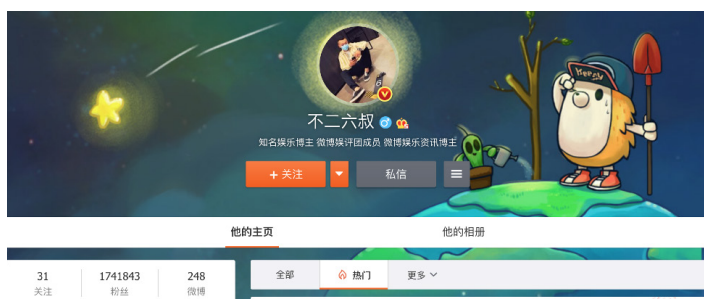 Keep
不二六叔
知名娱乐博主 微博娱评团成员 微博娱乐资讯博主
+ 关注
私信
他的主页
他的相册
31
1741843
248
关注
粉丝
微博
全部
热门
更多